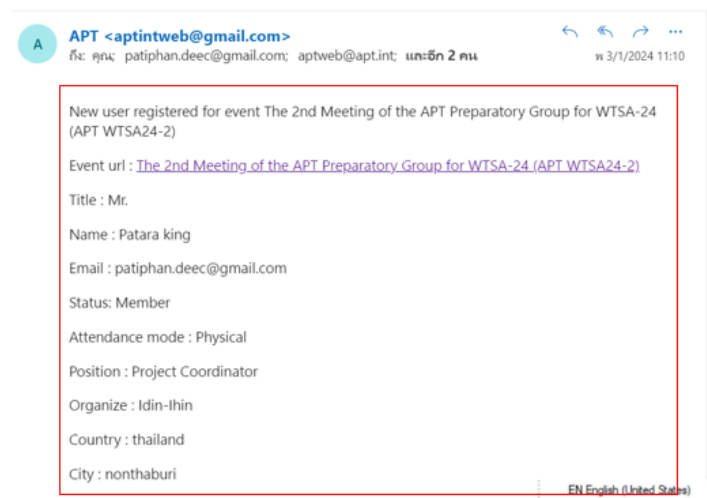 A
APT <aptintweb@gmail.com>
ถึง: คุณ; patiphan.deec@gmail.com; aptweb@apt.int; และอีก 2 คน
พ 3/1/2024 11:10
New user registered for event The 2nd Meeting of the APT Preparatory Group for WTSA-24
(APT WTSA24-2)
Event url : The 2nd Meeting of the APT Preparatory Group for WTSA-24 (APT WTSA24-2)
Title : Mr.
Name : Patara king
Email : patiphan.deec@gmail.com
Status: Member
Attendance mode : Physical
Position : Project Coordinator
Organize : Idin-Ihin
Country : thailand
City : nonthaburi
EN English (United States)